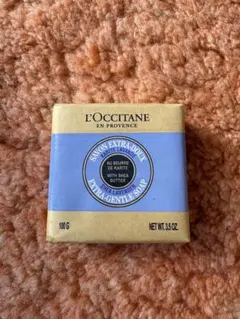 L'OCCITANE
EN PROVENCE
SAVON EXTRA-DOUX
AU BEURRE
DE KARITÉ
WITH SHEA
BUTTER
EXTRA-GENTLE SOAP
100 G
NET WT. 3.5 OZ.